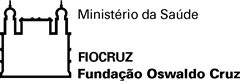 Ministério da Saúde
FIOCRUZ
Fundação Oswaldo Cruz